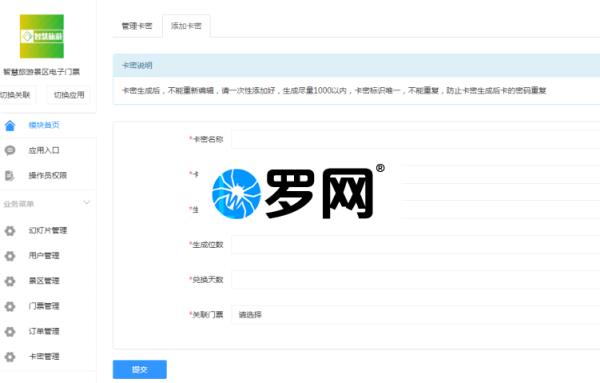 智慧旅游
智慧旅游景区电子门票
切换关联 切换应用
模块首页
应用入口
操作员权限
业务菜单
幻灯片管理
用户管理
景区管理
门票管理
订单管理
卡密管理
管理卡密 添加卡密
卡密说明
卡密生成后，不能重新编辑，请一次性添加好，生成尽量1000以内，卡密标识唯一，不能重复，防止卡密生成后卡的密码重复
*卡密名称
*卡
*生
罗网®
*生成位数
*兑换天数
*关联门票 请选择
提交